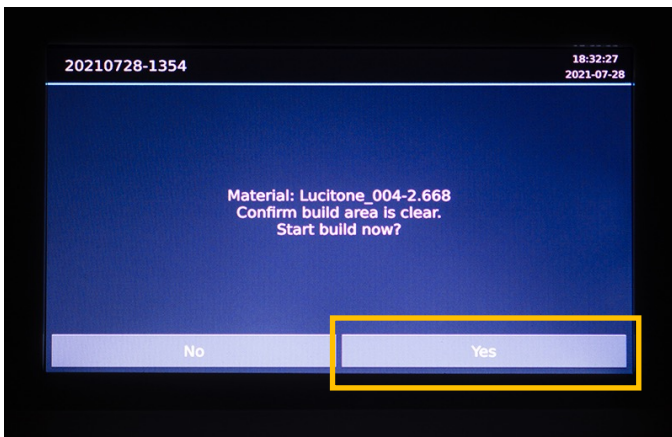 20210728-1354
18:32:27
2021-07-28
Material: Lucitone_004-2.668
Confirm build area is clear.
Start build now?
No
Yes